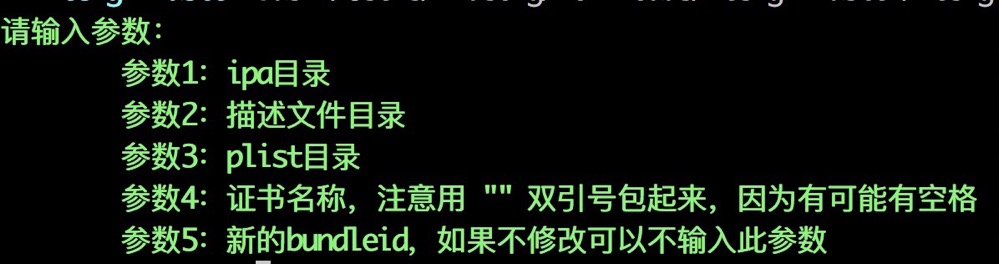 请输入参数：
参数1：ipa目录
参数2：描述文件目录
参数3：plist目录
参数4：证书名称，注意用 "" 双引号包起来，因为有可能有空格
参数5：新的bundleid，如果不修改可以不输入此参数